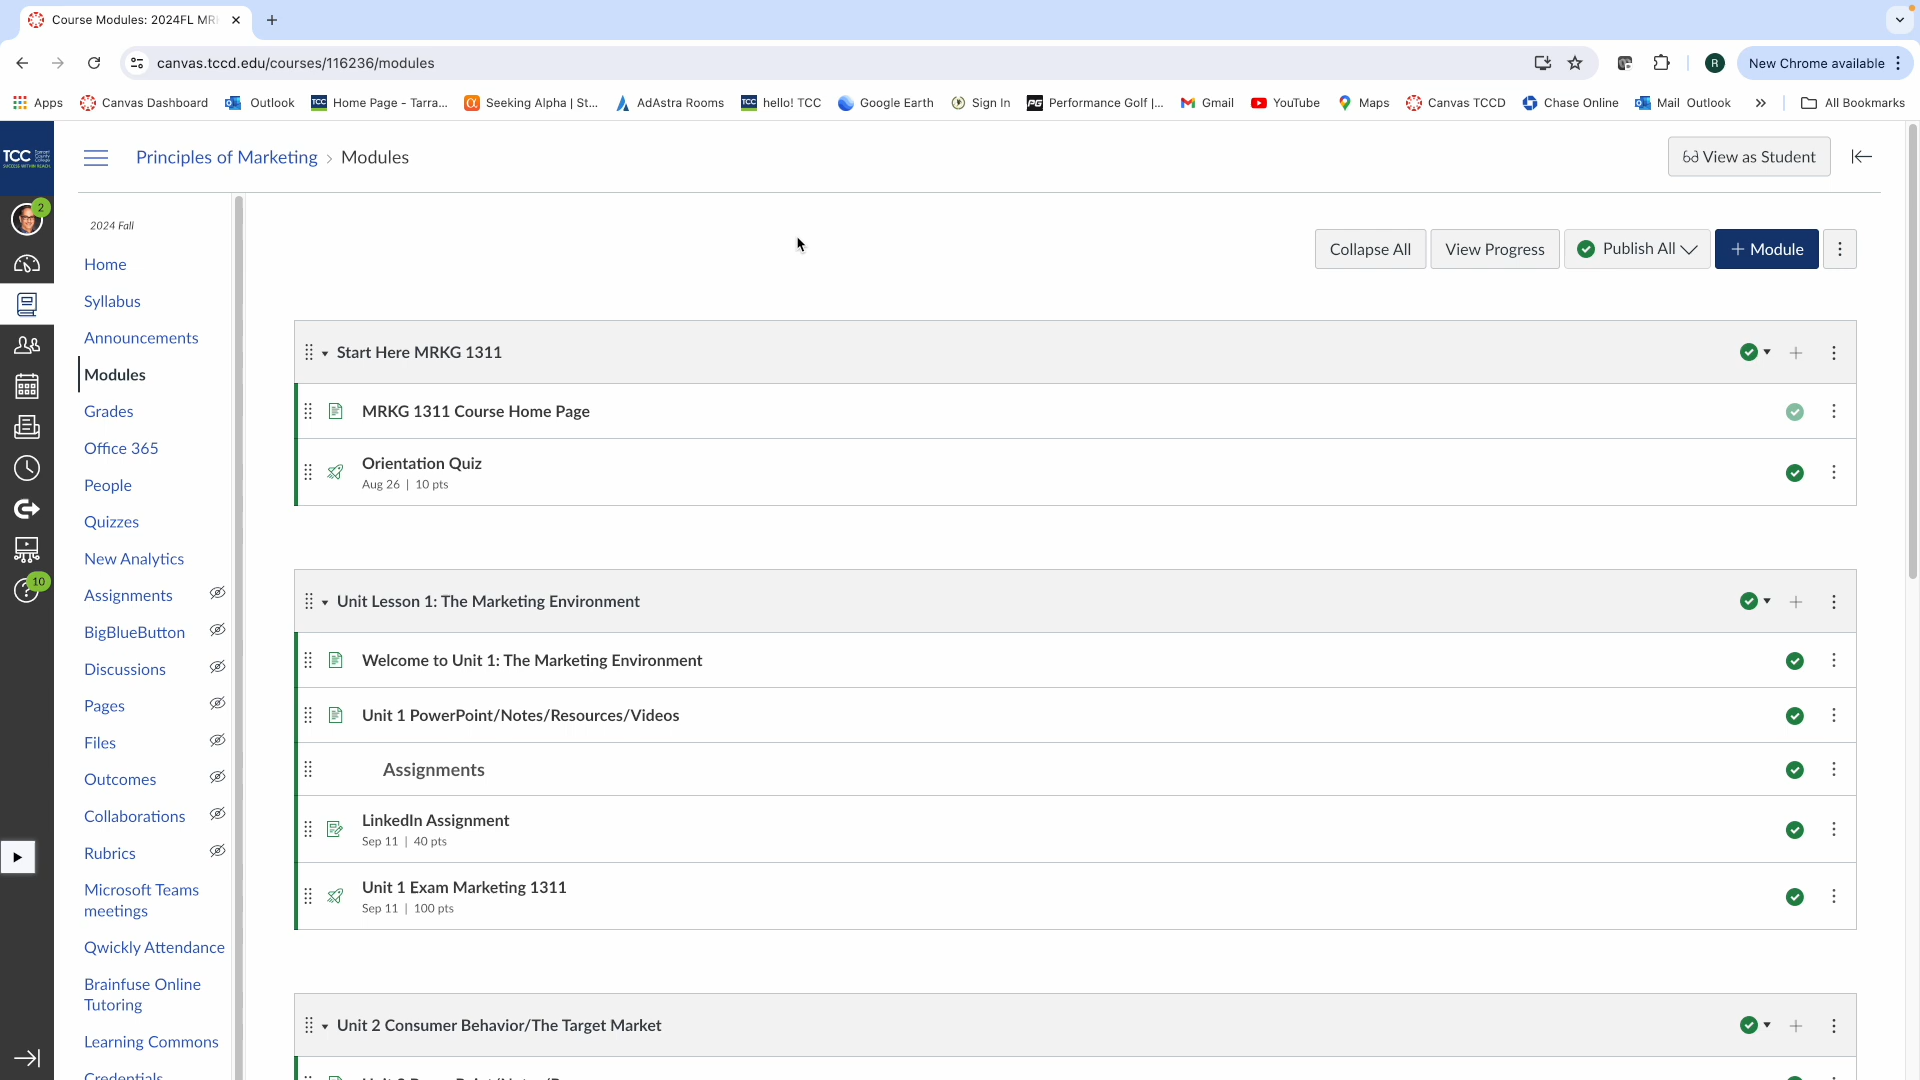 Course Modules: 2024FL MR
canvas.tccd.edu/courses/116236/modules
R
New Chrome available
Apps
Canvas Dashboard
Outlook
TCC
Home Page - Tarra...
Seeking Alpha | St...
AdAstra Rooms
TCC
hello! TCC
Google Earth
Sign In
PG
Performance Golf |...
Gmail
YouTube
Maps
Canvas TCCD
Chase Online
Mail Outlook
»
All Bookmarks
TCC
Principles of Marketing › Modules
View as Student
2
10
2024 Fall
Home
Syllabus
Announcements
Modules
Grades
Office 365
People
Quizzes
New Analytics
Assignments
BigBlueButton
Discussions
Pages
Files
Outcomes
Collaborations
Rubrics
Microsoft Teams
meetings
Qwickly Attendance
Brainfuse Online
Tutoring
Learning Commons
Credentials
Collapse All
View Progress
Publish All
+ Module
Start Here MRKG 1311
MRKG 1311 Course Home Page
Orientation Quiz
Aug 26 | 10 pts
Unit Lesson 1: The Marketing Environment
Welcome to Unit 1: The Marketing Environment
Unit 1 PowerPoint/Notes/Resources/Videos
Assignments
LinkedIn Assignment
Sep 11 | 40 pts
Unit 1 Exam Marketing 1311
Sep 11 | 100 pts
Unit 2 Consumer Behavior/The Target Market